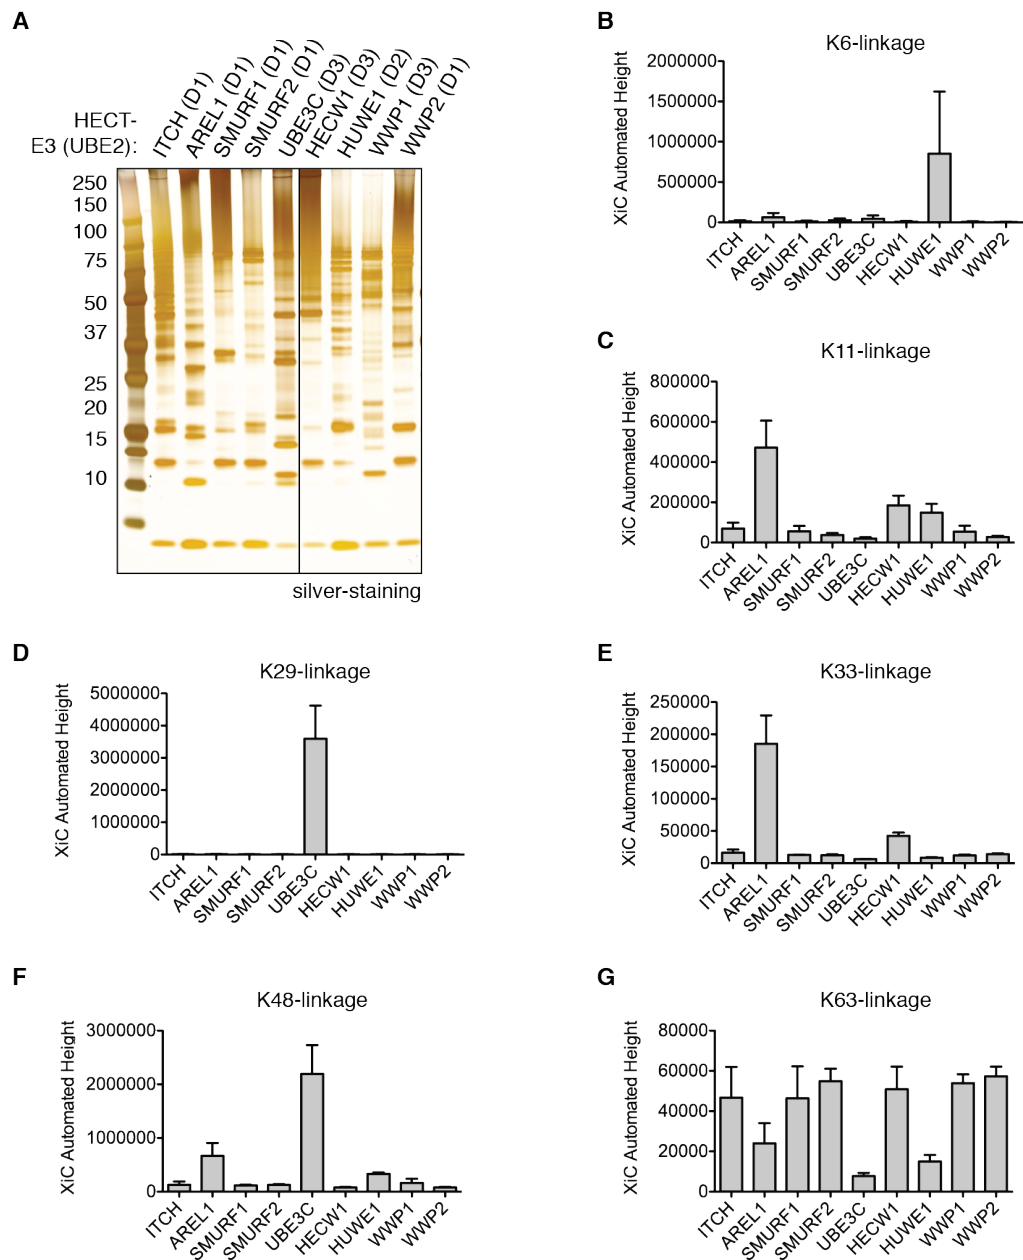 A
HECT-
E3 (UBE2):
ITCH (D1)
AREL1 (D1)
SMURF1 (D1)
SMURF2 (D1)
UBE3C (D3)
HECW1 (D3)
HUWE1 (D2)
WWP1 (D3)
WWP2 (D1)
250
150
100
75
50
37
25
20
15
10
silver-staining
B
K6-linkage
XiC Automated Height
2000000
1500000
1000000
500000
0
ITCH
AREL1
SMURF1
SMURF2
UBE3C
HECW1
HUWE1
WWP1
WWP2
C
K11-linkage
XiC Automated Height
800000
600000
400000
200000
0
ITCH
AREL1
SMURF1
SMURF2
UBE3C
HECW1
HUWE1
WWP1
WWP2
D
K29-linkage
XiC Automated Height
5000000
4000000
3000000
2000000
1000000
0
ITCH
AREL1
SMURF1
SMURF2
UBE3C
HECW1
HUWE1
WWP1
WWP2
E
K33-linkage
XiC Automated Height
250000
200000
150000
100000
50000
0
ITCH
AREL1
SMURF1
SMURF2
UBE3C
HECW1
HUWE1
WWP1
WWP2
F
K48-linkage
XiC Automated Height
3000000
2000000
1000000
0
ITCH
AREL1
SMURF1
SMURF2
UBE3C
HECW1
HUWE1
WWP1
WWP2
G
K63-linkage
XiC Automated Height
80000
60000
40000
20000
0
ITCH
AREL1
SMURF1
SMURF2
UBE3C
HECW1
HUWE1
WWP1
WWP2